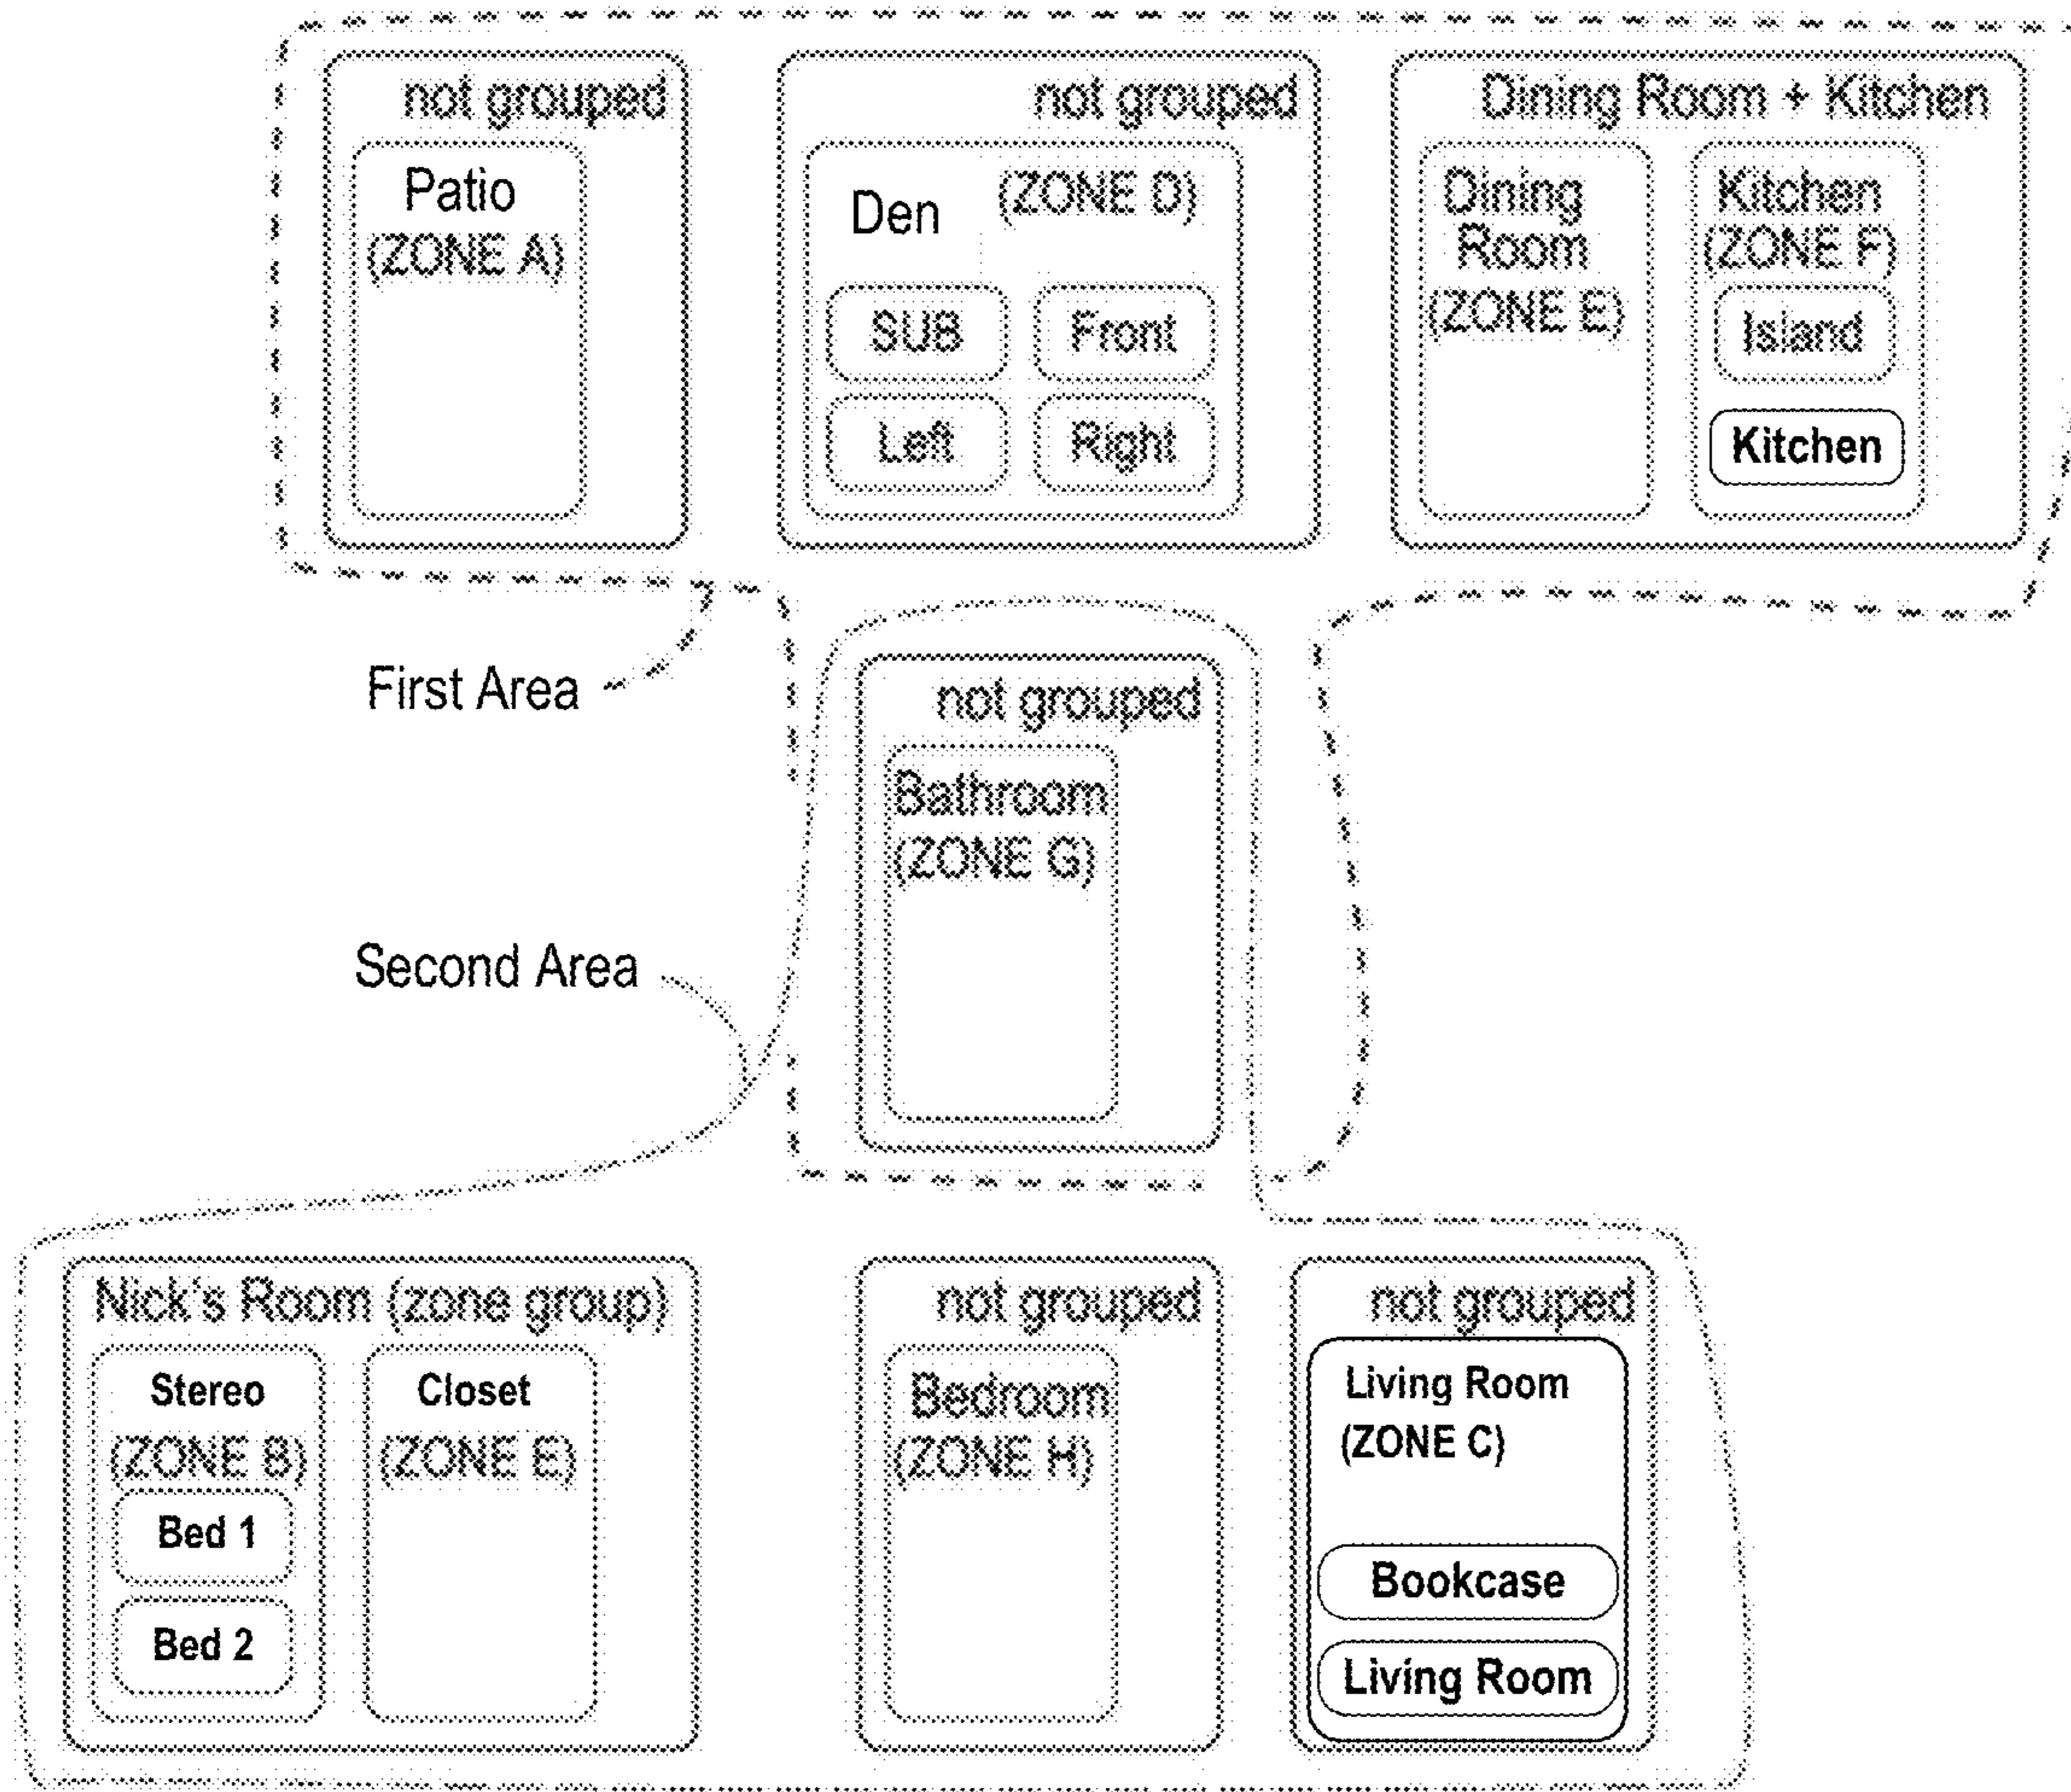 not grouped
Patio
(ZONE A)
not grouped
Den
(ZONE D)
SUB
Front
Left
Right
Dining Room + Kitchen
Dining
Room
(ZONE E)
Kitchen
(ZONE F)
Island
Kitchen
First Area
not grouped
Bathroom
(ZONE G)
Second Area
Nick's Room (zone group)
Stereo
(ZONE B)
Bed 1
Bed 2
Closet
(ZONE E)
not grouped
Bedroom
(ZONE H)
not grouped
Living Room
(ZONE C)
Bookcase
Living Room